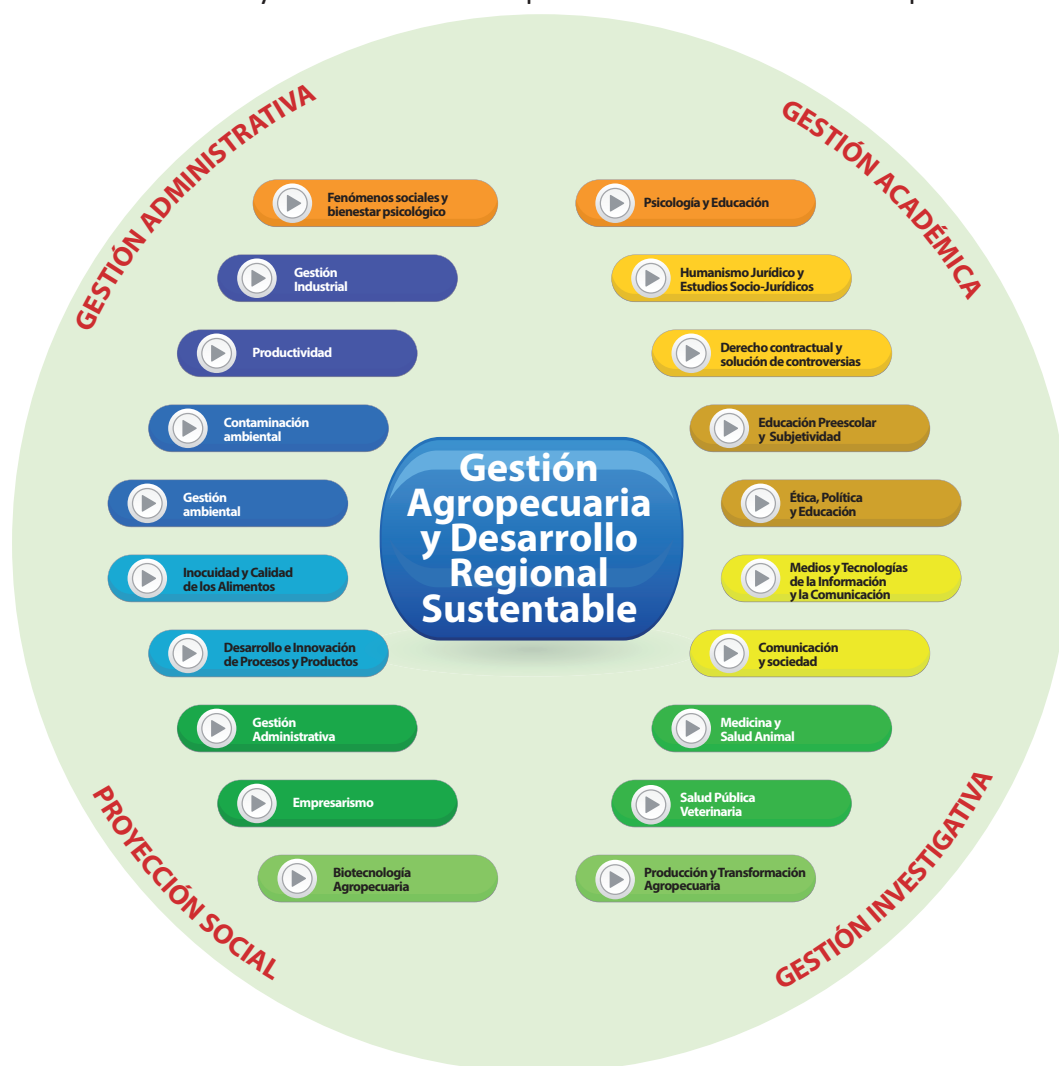 GESTIÓN ADMINISTRATIVA
GESTIÓN ACADÉMICA
Fenómenos sociales y
bienestar psicológico
Gestión
Industrial
Productividad
Contaminación
ambiental
Gestión
ambiental
Inocuidad y Calidad
de los Alimentos
Desarrollo e Innovación
de Procesos y Productos
Gestión
Administrativa
Empresarismo
Biotecnología
Agropecuaria
Gestión
Agropecuaria
y Desarrollo
Regional
Sustentable
Psicología y Educación
Humanismo Jurídico y
Estudios Socio-Jurídicos
Derecho contractual y
solución de controversias
Educación Preescolar
y Subjetividad
Ética, Política
y Educación
Medios y Tecnologías
de la Información
y la Comunicación
Comunicación
y sociedad
Medicina y
Salud Animal
Salud Pública
Veterinaria
Producción y Transformación
Agropecuaria
PROYECCIÓN SOCIAL
GESTIÓN INVESTIGATIVA